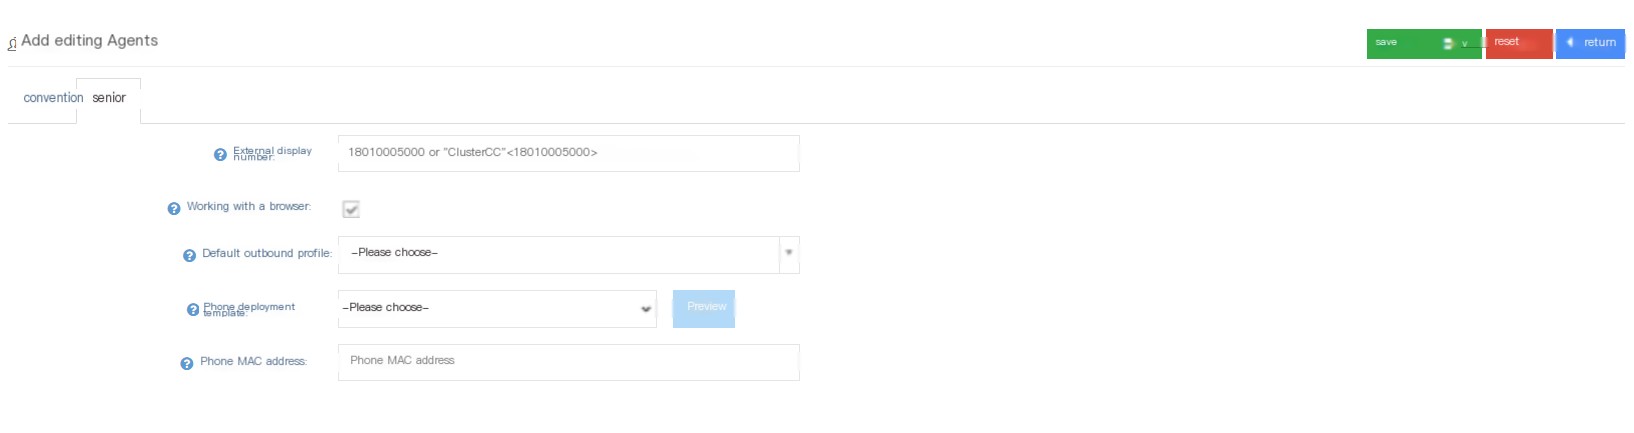 Add editing Agents
save v reset return
convention senior
External display
number:
18010005000 or "ClusterCC"<18010005000>
Working with a browser:
Default outbound profile:
-Please choose-
Phone deployment
template:
-Please choose-
Preview
Phone MAC address:
Phone MAC address